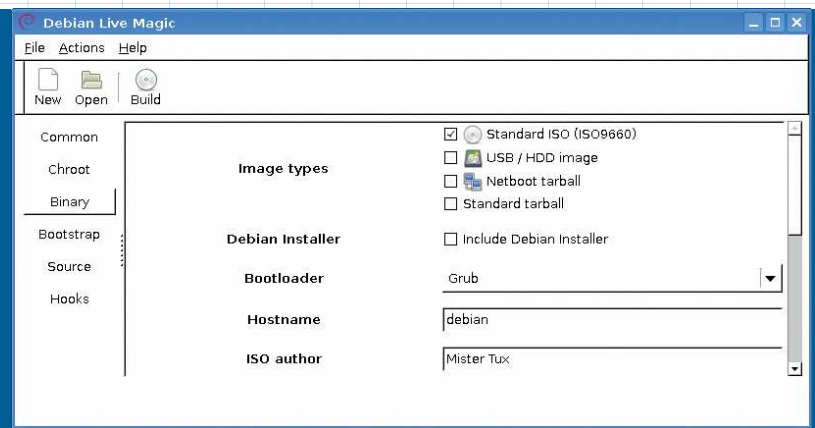 Debian Live Magic
File Actions Help
New Open Build
Common
Chroot
Binary
Bootstrap
Source
Hooks
Image types
Standard ISO (ISO9660)
USB / HDD image
Netboot tarball
Standard tarball
Debian Installer
Include Debian Installer
Bootloader
Grub
Hostname
debian
ISO author
Mister Tux